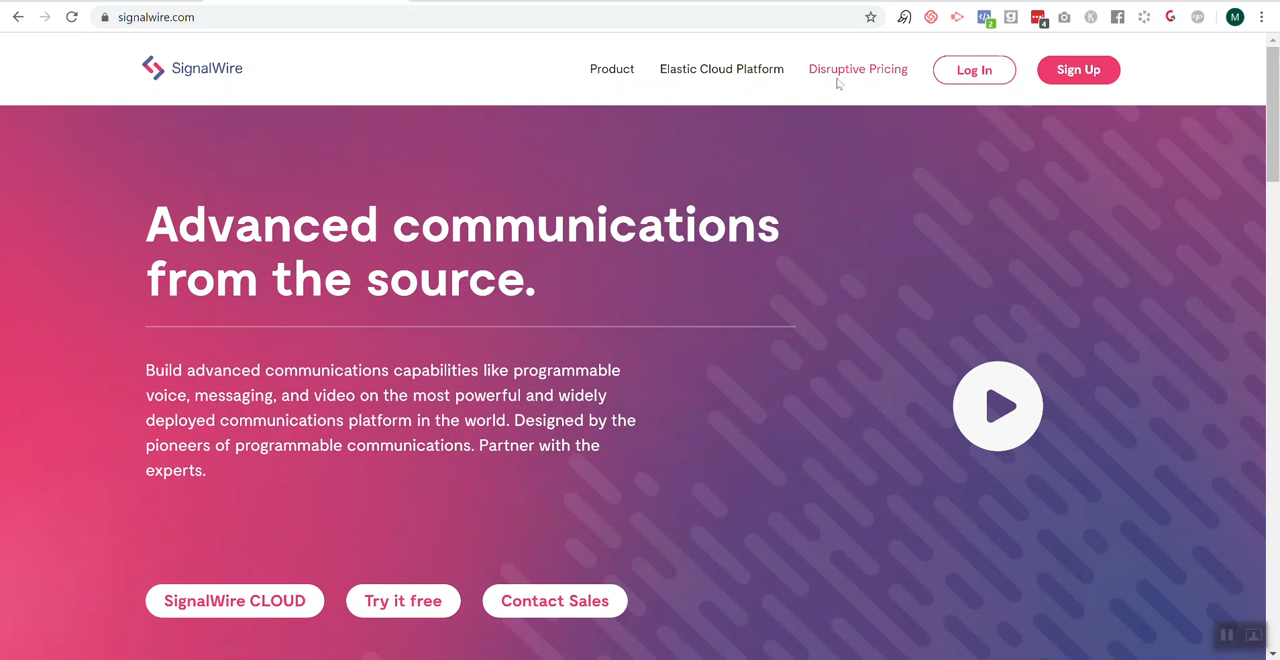 signalwire.com
2
4
M
SignalWire
Product Elastic Cloud Platform Disruptive Pricing Log In Sign Up
Advanced communications
from the source.
Build advanced communications capabilities like programmable
voice, messaging, and video on the most powerful and widely
deployed communications platform in the world. Designed by the
pioneers of programmable communications. Partner with the
experts.
SignalWire CLOUD Try it free Contact Sales